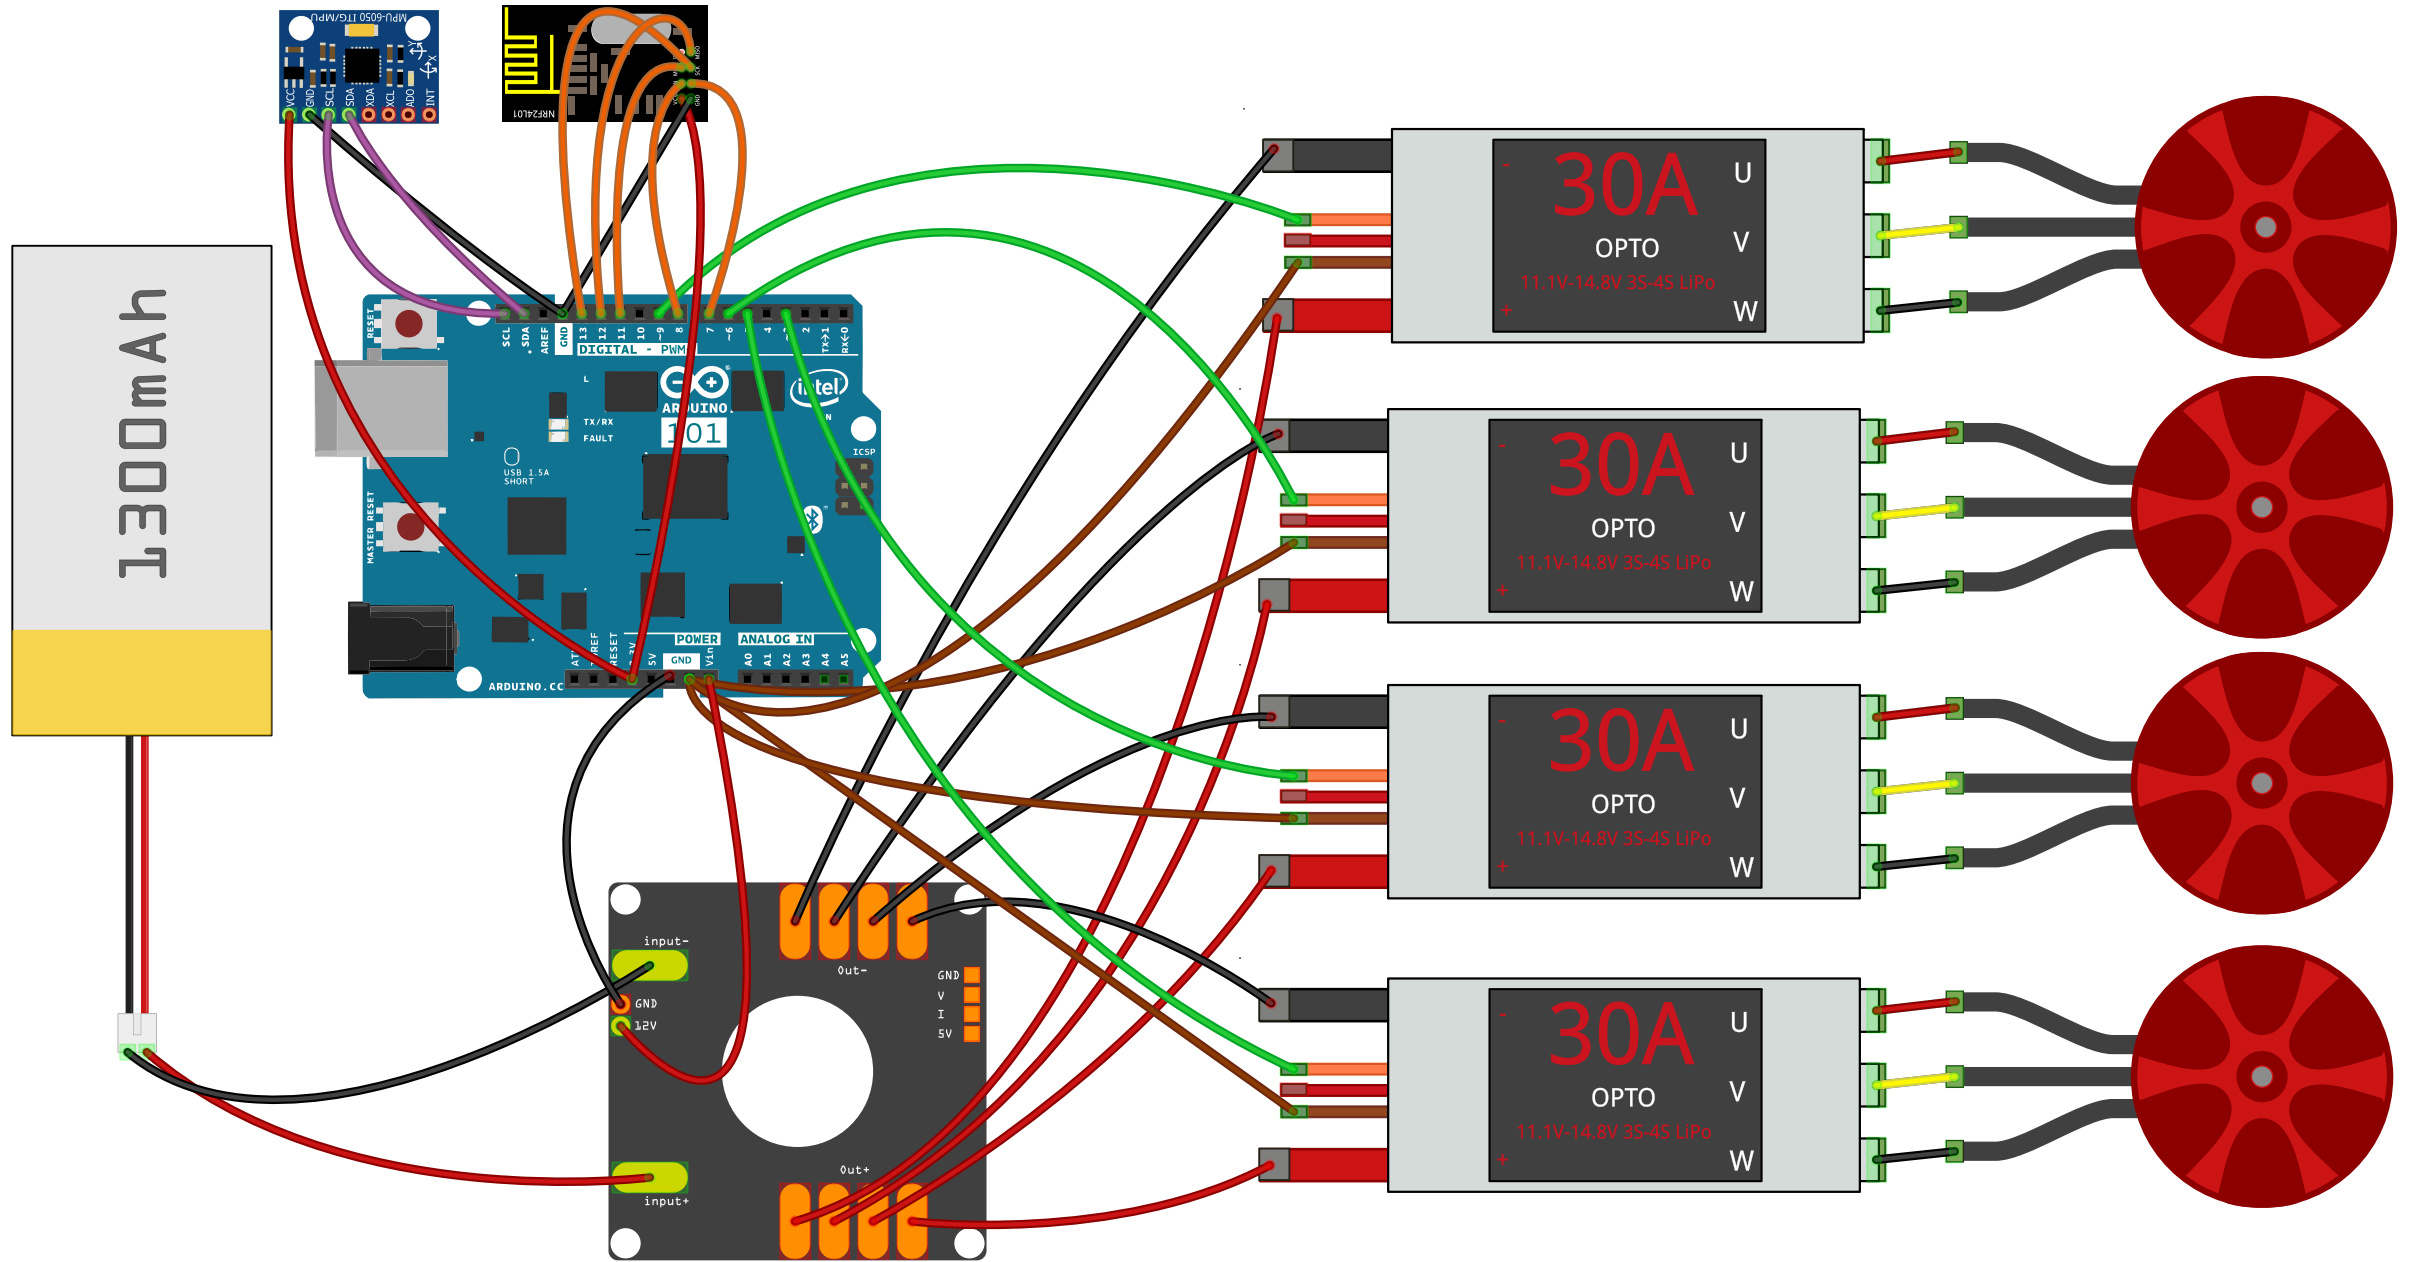 MPU-6050 ITG/MPU
Y
X
VCC
GND
SCL
SDA
XDA
XCL
ADO
INT
NRF24L01
MISO
SCK
GND
1300mAh
RESET
SCL
SDA
AREF
GND
13
12
11
10
~9
8
7
~6
4
2
TX→1
RX←0
DIGITAL - PWM
L
TX/RX
FAULT
ARDUINO
101
intel
N
ICSP
USB 1.5A
SHORT
MASTER RESET
RESET
5V
GND
Vin
POWER
ANALOG IN
A0
A1
A2
A3
A4
A5
ARDUINO.CC
input-
GND
12V
input+
Out-
GND
V
I
5V
Out+
-
30A
U
OPTO
V
11.1V-14.8V 3S-4S LiPo
+
W
-
30A
U
OPTO
V
11.1V-14.8V 3S-4S LiPo
+
W
-
30A
U
OPTO
V
11.1V-14.8V 3S-4S LiPo
+
W
-
30A
U
OPTO
V
11.1V-14.8V 3S-4S LiPo
+
W